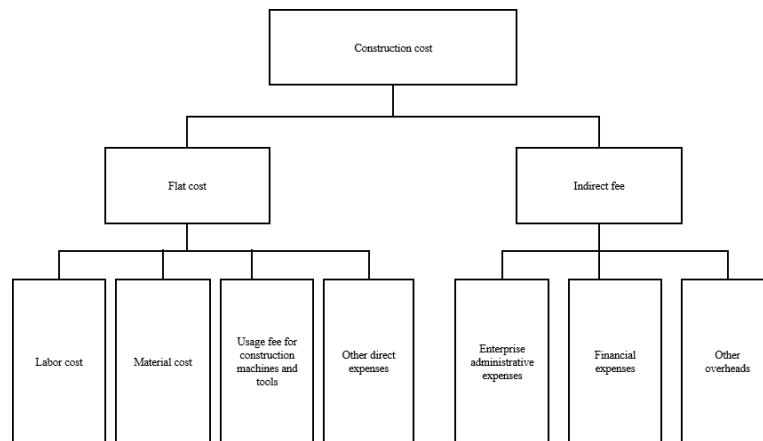 Construction cost
Flat cost
Indirect fee
Labor cost
Material cost
Usage fee for
construction
machines and
tools
Other direct
expenses
Enterprise
administrative
expenses
Financial
expenses
Other
overheads